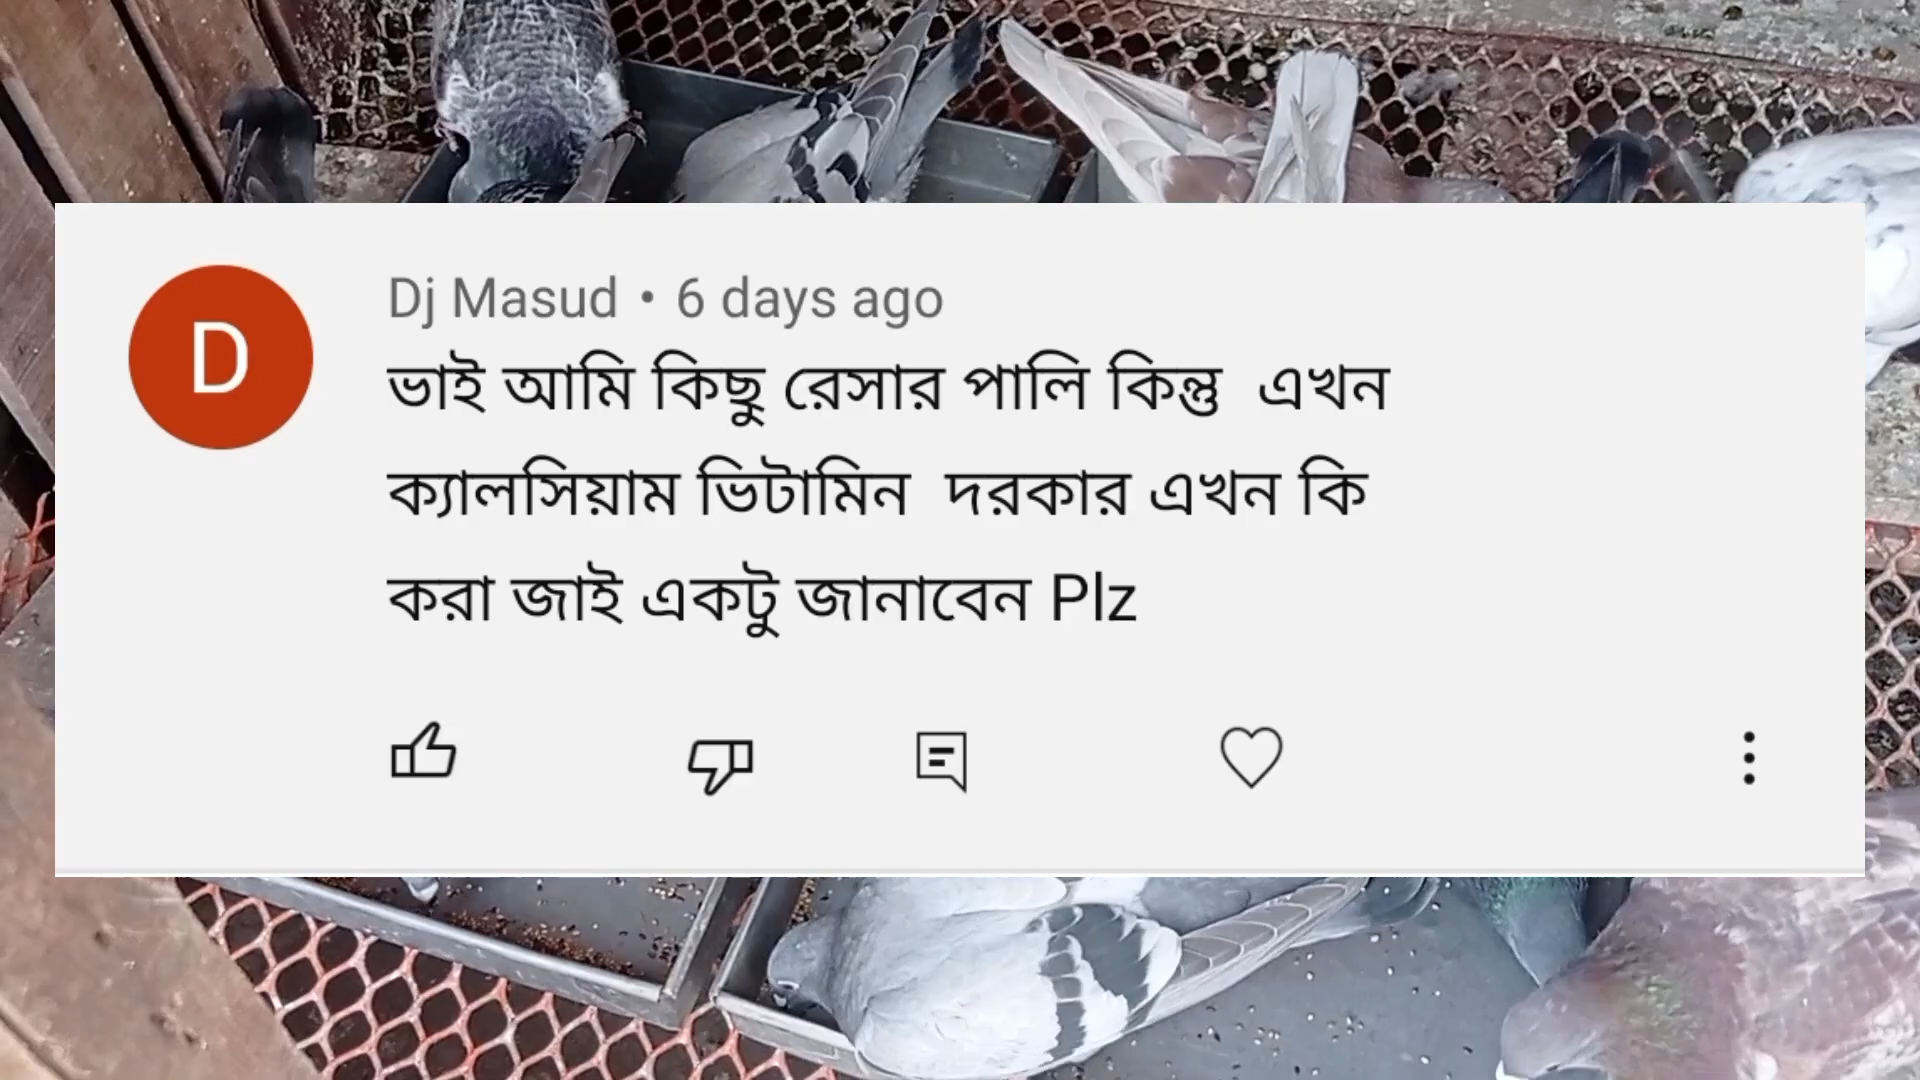 D
Dj Masud • 6 days ago
ভাই আমি কিছু রেসার পালি কিন্তু  এখন
ক্যালসিয়াম ভিটামিন  দরকার এখন কি
করা জাই একটু জানাবেন Plz